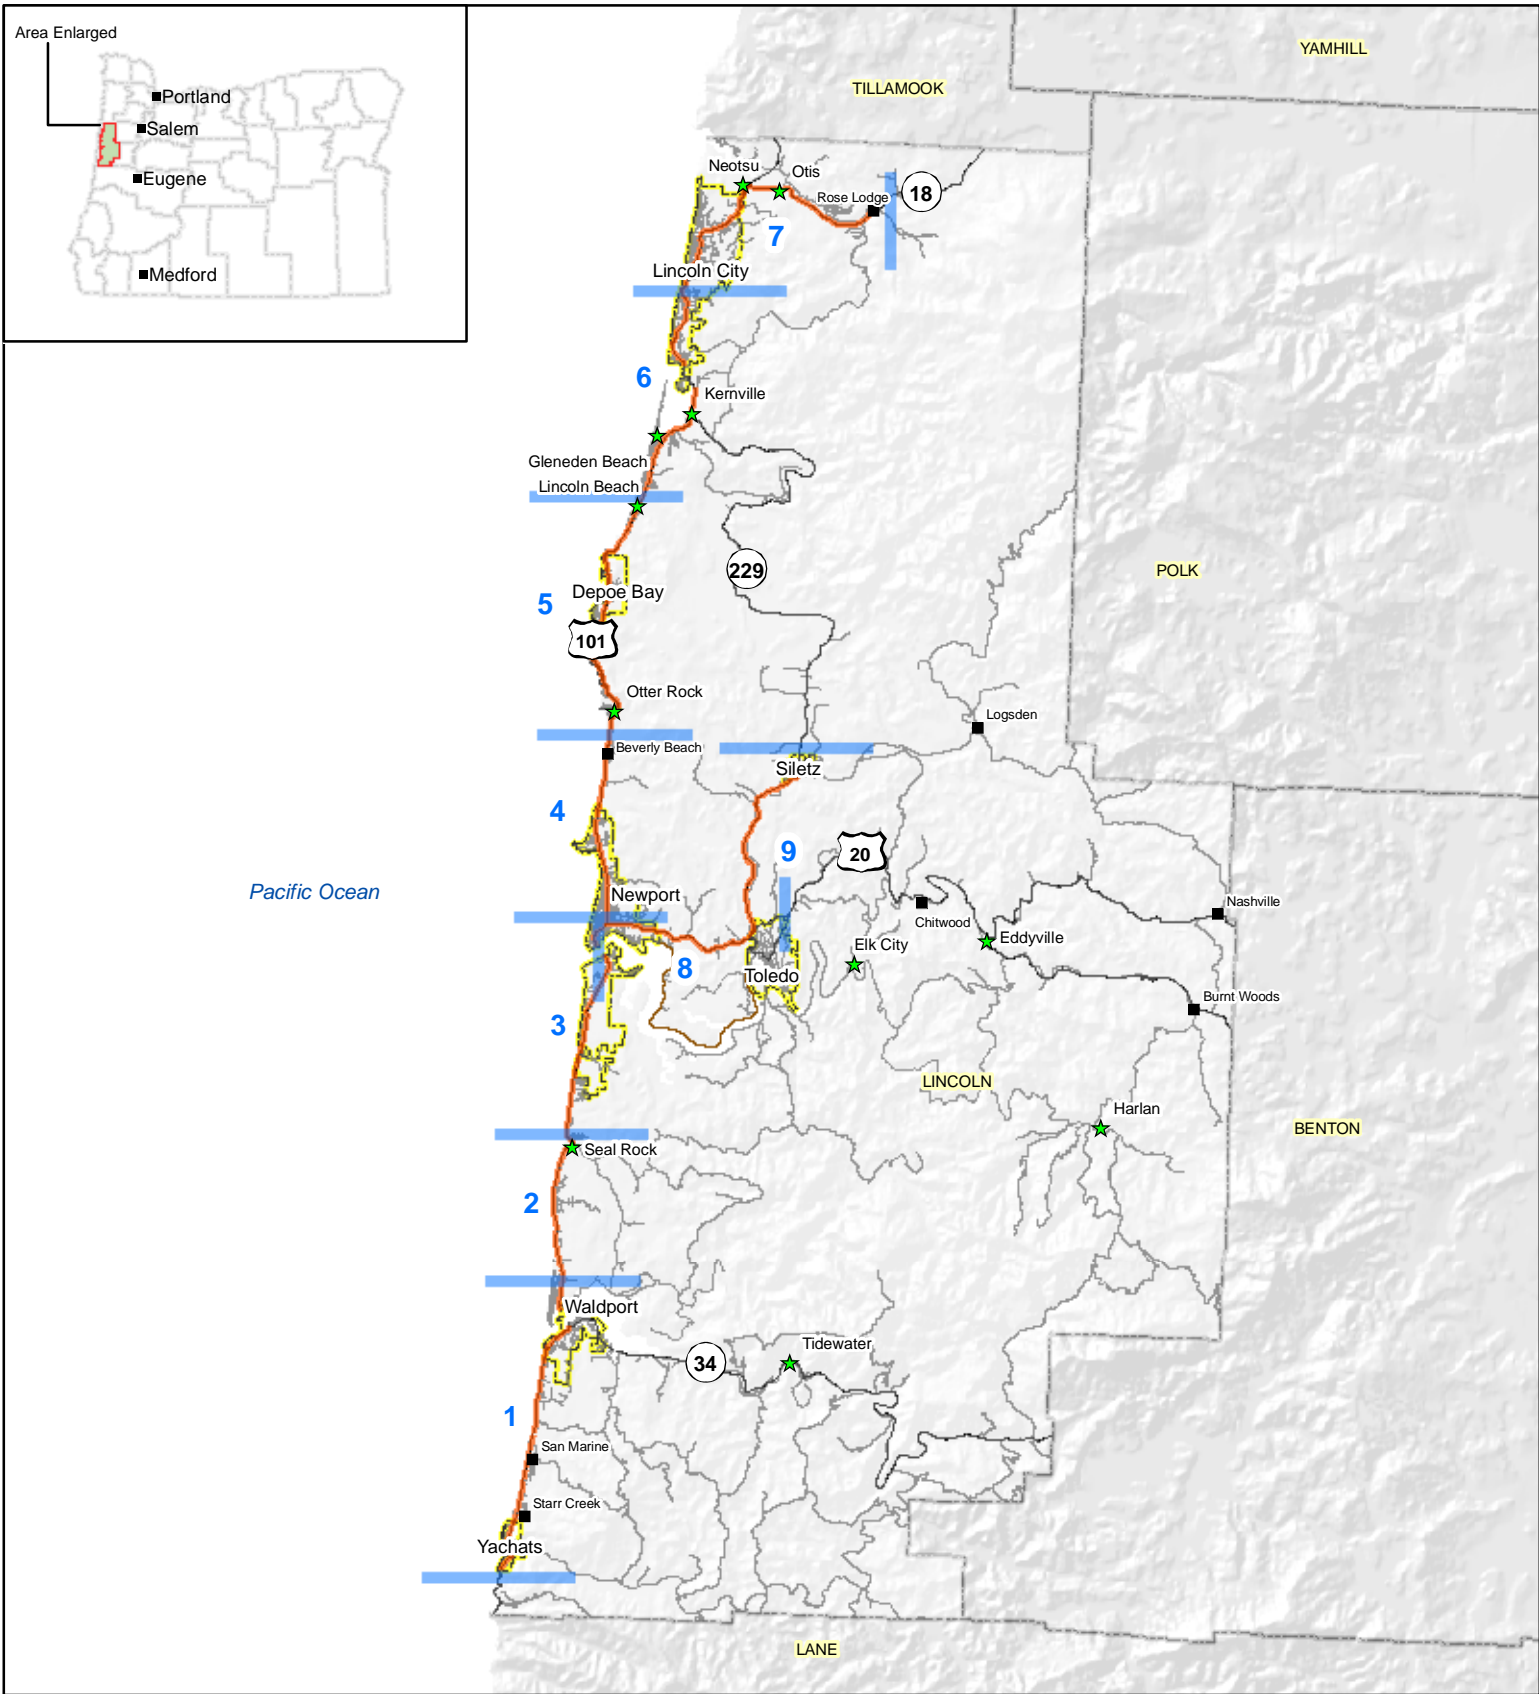 Area Enlarged
Portland
Salem
Eugene
Medford
YAMHILL
TILLAMOOK
Neotsu
Otis
Rose Lodge
18
7
Lincoln City
6
Kernville
Gleneden Beach
Lincoln Beach
229
POLK
5
Depoe Bay
101
Otter Rock
Logsden
Beverly Beach
Siletz
4
9
20
Pacific Ocean
Newport
Nashville
Chitwood
Eddyville
Elk City
8
Toledo
Burnt Woods
3
LINCOLN
Harlan
BENTON
Seal Rock
2
Waldport
Tidewater
34
1
San Marine
Starr Creek
Yachats
LANE